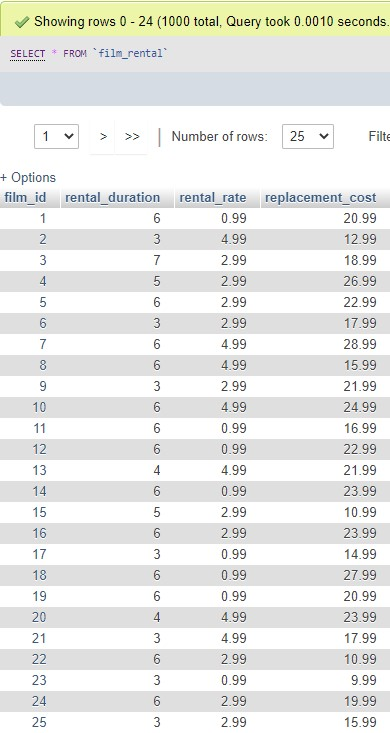 Showing rows 0 - 24 (1000 total, Query took 0.0010 seconds.
SELECT * FROM `film_rental`
1 > >> | Number of rows: 25 Filte
+ Options
film_id rental_duration rental_rate replacement_cost
1 6 0.99 20.99
2 3 4.99 12.99
3 7 2.99 18.99
4 5 2.99 26.99
5 6 2.99 22.99
6 3 2.99 17.99
7 6 4.99 28.99
8 6 4.99 15.99
9 3 2.99 21.99
10 6 4.99 24.99
11 6 0.99 16.99
12 6 0.99 22.99
13 4 4.99 21.99
14 6 0.99 23.99
15 5 2.99 10.99
16 6 2.99 23.99
17 3 0.99 14.99
18 6 0.99 27.99
19 6 0.99 20.99
20 4 4.99 23.99
21 3 4.99 17.99
22 6 2.99 10.99
23 3 0.99 9.99
24 6 2.99 19.99
25 3 2.99 15.99